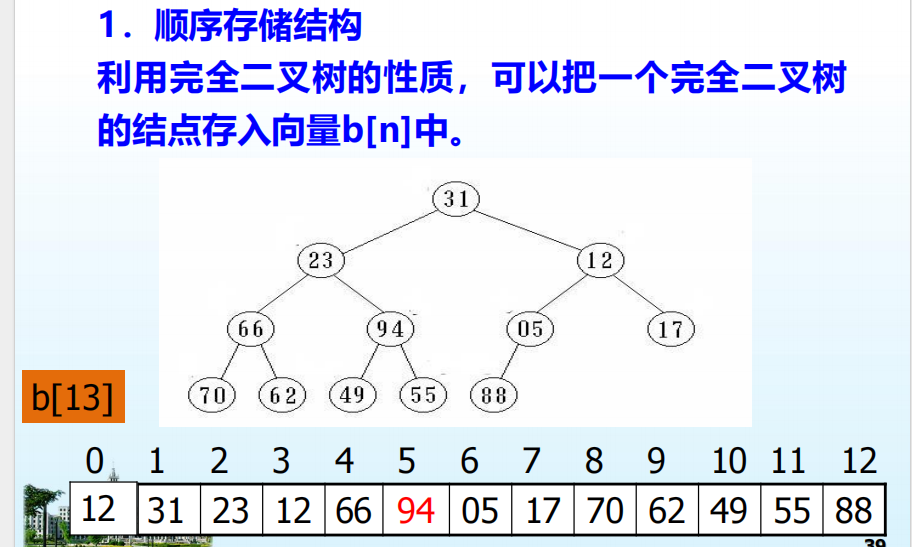 1．顺序存储结构
利用完全二叉树的性质，可以把一个完全二叉树
的结点存入向量b[n]中。
31
23 12
66 94 05 17
70 62 49 55 88
b[13]
0 1 2 3 4 5 6 7 8 9 10 11 12
12 31 23 12 66 94 05 17 70 62 49 55 88
39